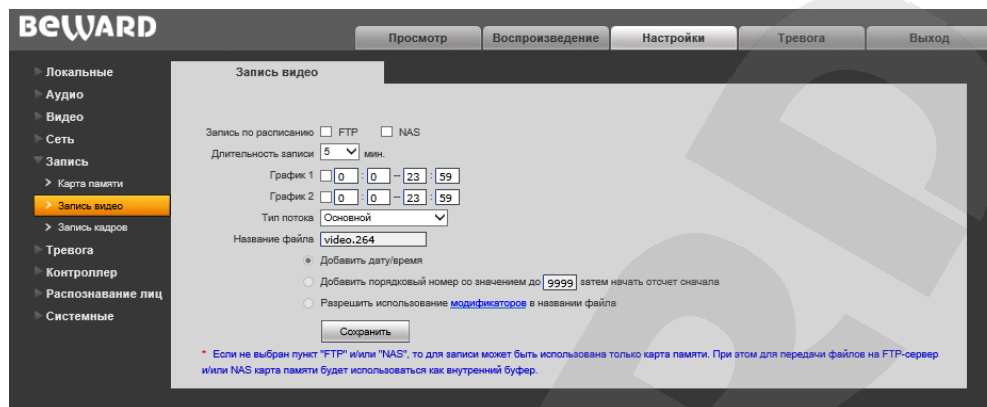 BEWARD
Просмотр Воспроизведение Настройки Тревога Выход
Локальные
Аудио
Видео
Сеть
Запись
Карта памяти
Запись видео
Запись кадров
Тревога
Контроллер
Распознавание лиц
Системные
Запись видео
Запись по расписанию FTP NAS
Длительность записи 5 мин.
График 1 0 : 0 -- 23 : 59
График 2 0 : 0 -- 23 : 59
Тип потока Основной
Название файла video.264
Добавить дату/время
Добавить порядковый номер со значением до 9999 затем начать отсчет сначала
Разрешить использование модификаторов в названии файла
Сохранить
* Если не выбран пункт "FTP" и/или "NAS", то для записи может быть использована только карта памяти. При этом для передачи файлов на FTP-сервер
и/или NAS карта памяти будет использоваться как внутренний буфер.